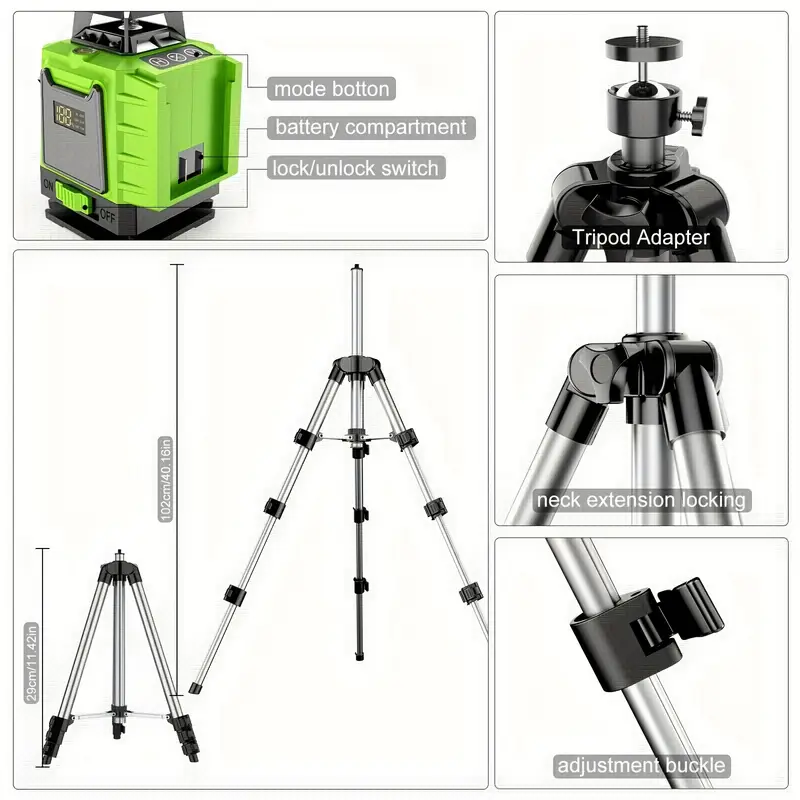 mode botton
battery compartment
lock/unlock switch
ON
OFF
Tripod Adapter
102cm/40.16in
29cm/11.42in
neck extension locking
adjustment buckle